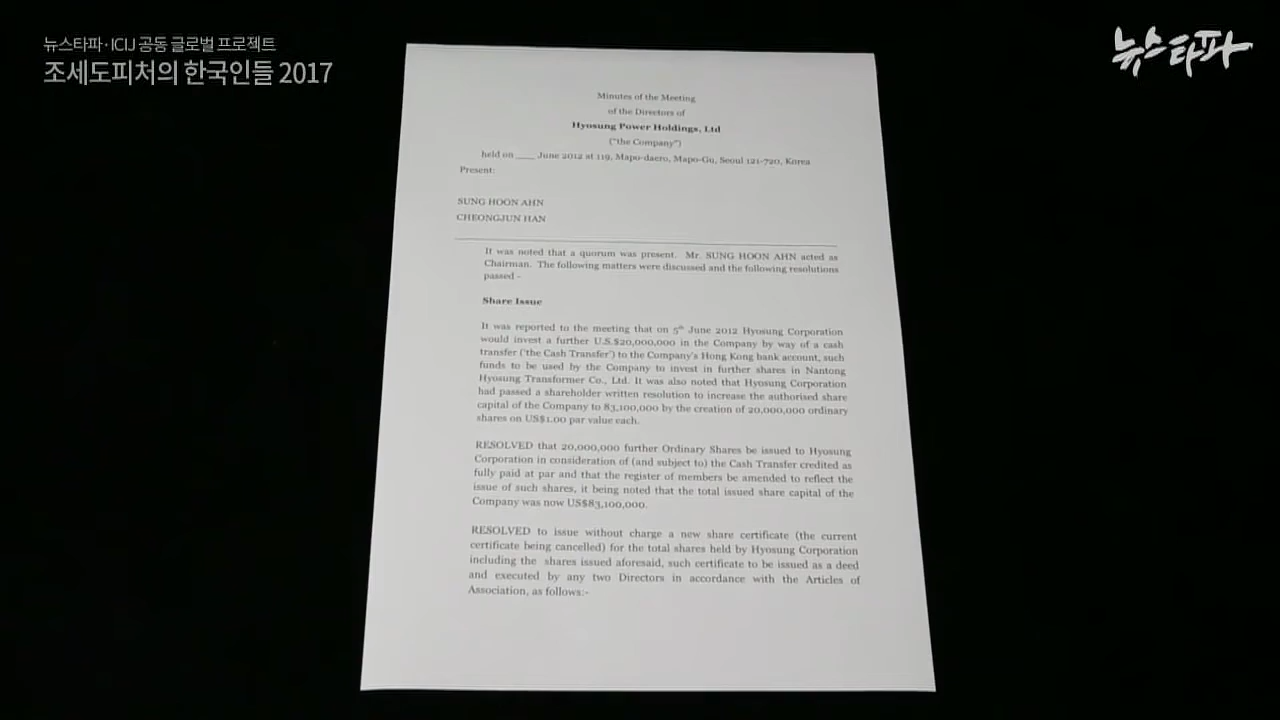 뉴스타파·ICIJ 공동 글로벌 프로젝트
조세도피처의 한국인들 2017
뉴스타파
Minutes of the Meeting
of the Directors of
Hyosung Power Holdings, Ltd
("the Company")
held on ___ June 2012 at 119, Mapo-daero, Mapo-Gu, Seoul 121-720, Korea
Present:
SUNG HOON AHN
CHEONGJUN HAN
It was noted that a quorum was present. Mr. SUNG HOON AHN acted as
Chairman. The following matters were discussed and the following resolutions
passed -
Share Issue
It was reported to the meeting that on 5th June 2012 Hyosung Corporation
would invest a further U.S.$20,000,000 in the Company by way of a cash
transfer ('the Cash Transfer') to the Company's Hong Kong bank account, such
funds to be used by the Company to invest in further shares in Nantong
Hyosung Transformer Co., Ltd. It was also noted that Hyosung Corporation
had passed a shareholder written resolution to increase the authorised share
capital of the Company to 83,100,000 by the creation of 20,000,000 ordinary
shares on US$1.00 par value each.
RESOLVED that 20,000,000 further Ordinary Shares be issued to Hyosung
Corporation in consideration of (and subject to) the Cash Transfer credited as
fully paid at par and that the register of members be amended to reflect the
issue of such shares, it being noted that the total issued share capital of the
Company was now US$83,100,000.
RESOLVED to issue without charge a new share certificate (the current
certificate being cancelled) for the total shares held by Hyosung Corporation
including the shares issued aforesaid, such certificate to be issued as a deed
and executed by any two Directors in accordance with the Articles of
Association, as follows:-